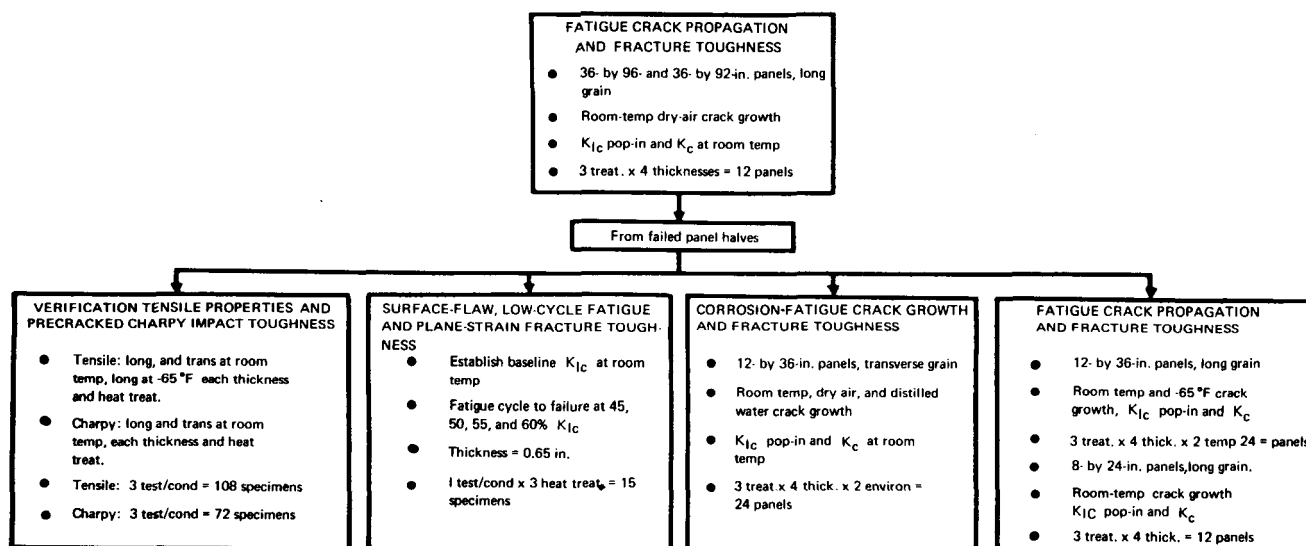 FATIGUE CRACK PROPAGATION
AND FRACTURE TOUGHNESS
● 36- by 96- and 36- by 92-in. panels, long
grain
● Room-temp dry-air crack growth
● KIc pop-in and Kc at room temp
● 3 treat. x 4 thicknesses = 12 panels
From failed panel halves
VERIFICATION TENSILE PROPERTIES AND
PRECRACKED CHARPY IMPACT TOUGHNESS
● Tensile: long, and trans at room
temp, long at -65 °F each thickness
and heat treat.
● Charpy: long and trans at room
temp, each thickness and heat
treat.
● Tensile: 3 test/cond = 108 specimens
● Charpy: 3 test/cond = 72 specimens
SURFACE-FLAW, LOW-CYCLE FATIGUE
AND PLANE-STRAIN FRACTURE TOUGH-
NESS
● Establish baseline KIc at room
temp
● Fatigue cycle to failure at 45,
50, 55, and 60% KIc
● Thickness = 0.65 in.
● I test/cond x 3 heat treat. = 15
specimens
CORROSION-FATIGUE CRACK GROWTH
AND FRACTURE TOUGHNESS
● 12- by 36-in. panels, transverse grain
● Room temp, dry air, and distilled
water crack growth
● KIc pop-in and Kc at room
temp
● 3 treat.x 4 thick. x 2 environ =
24 panels
FATIGUE CRACK PROPAGATION
AND FRACTURE TOUGHNESS
● 12- by 36-in. panels, long grain
● Room temp and -65 °F crack
growth, KIc pop-in and Kc
● 3 treat. x 4 thick. x 2 temp 24 = panels
● 8- by 24-in. panels,long grain.
● Room-temp crack growth
KIC pop-in and Kc
● 3 treat. x 4 thick. = 12 panels